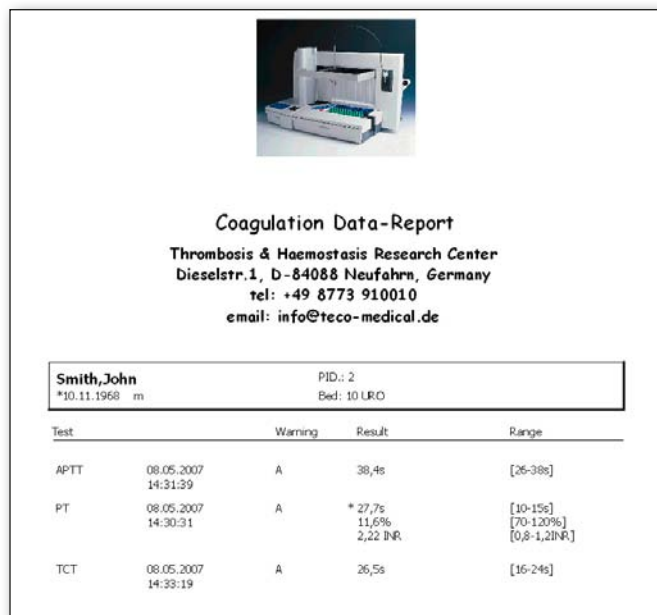 Coagulation Data-Report
Thrombosis & Haemostasis Research Center
Dieselstr.1, D-84088 Neufahrn, Germany
tel: +49 8773 910010
email: info@teco-medical.de
Smith,John PID.: 2
*10.11.1968 m Bed: 10 URO
Test Warning Result Range
APTT 08.05.2007 A 38,4s [26-38s]
14:31:39
PT 08.05.2007 A * 27,7s [10-15s]
14:30:31 11,6% [70-120%]
2,22 INR [0,8-1,2INR]
TCT 08.05.2007 A 26,5s [16-24s]
14:33:19